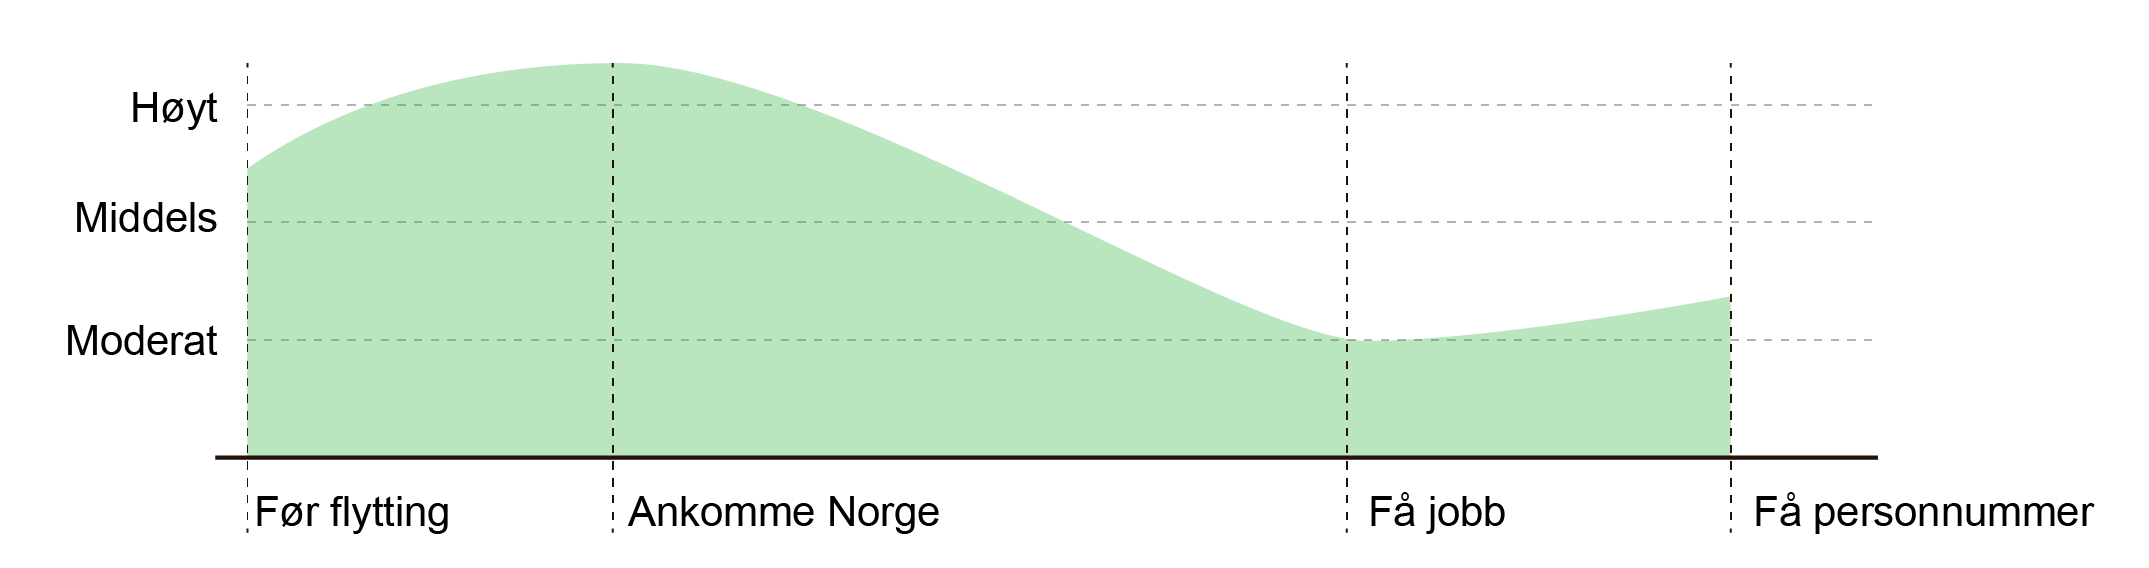 Høyt
Middels
Moderat
Før flytting
Ankomme Norge
Få jobb
Få personnummer